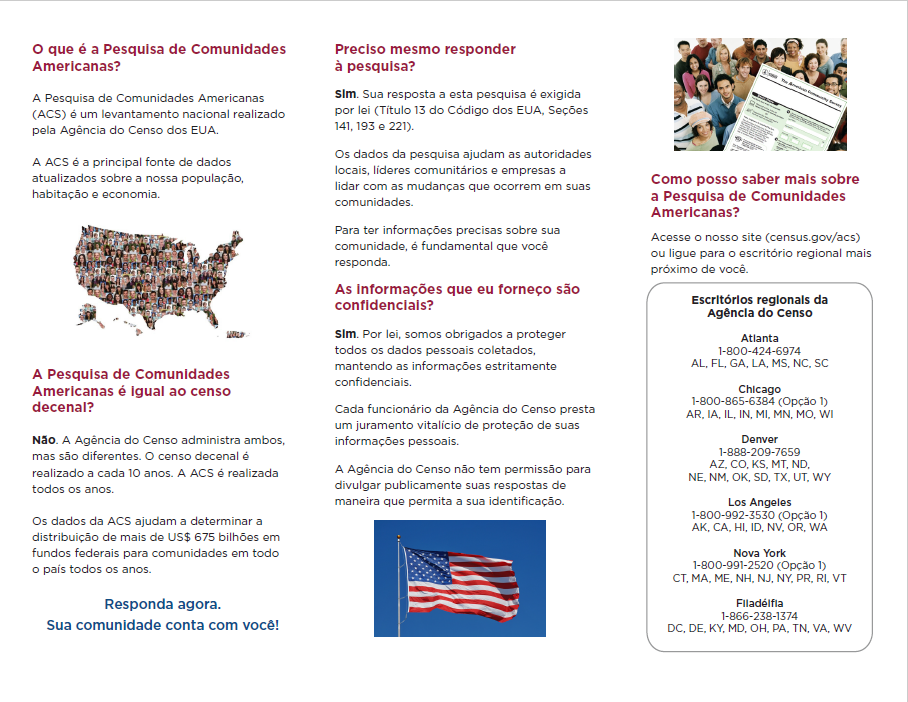 O que é a Pesquisa de Comunidades
Americanas?
A Pesquisa de Comunidades Americanas
(ACS) é um levantamento nacional realizado
pela Agência do Censo dos EUA.
A ACS é a principal fonte de dados
atualizados sobre a nossa população,
habitação e economia.
A Pesquisa de Comunidades
Americanas é igual ao censo
decenal?
Não. A Agência do Censo administra ambos,
mas são diferentes. O censo decenal é
realizado a cada 10 anos. A ACS é realizada
todos os anos.
Os dados da ACS ajudam a determinar a
distribuição de mais de US$ 675 bilhões em
fundos federais para comunidades em todo
o país todos os anos.
Responda agora.
Sua comunidade conta com você!
Preciso mesmo responder
à pesquisa?
Sim. Sua resposta a esta pesquisa é exigida
por lei (Título 13 do Código dos EUA, Seções
141, 193 e 221).
Os dados da pesquisa ajudam as autoridades
locais, líderes comunitários e empresas a
lidar com as mudanças que ocorrem em suas
comunidades.
Para ter informações precisas sobre sua
comunidade, é fundamental que você
responda.
As informações que eu forneço são
confidenciais?
Sim. Por lei, somos obrigados a proteger
todos os dados pessoais coletados,
mantendo as informações estritamente
confidenciais.
Cada funcionário da Agência do Censo presta
um juramento vitalício de proteção de suas
informações pessoais.
A Agência do Censo não tem permissão para
divulgar publicamente suas respostas de
maneira que permita a sua identificação.
The American Community Survey
Como posso saber mais sobre
a Pesquisa de Comunidades
Americanas?
Acesse o nosso site (census.gov/acs)
ou ligue para o escritório regional mais
próximo de você.
Escritórios regionais da
Agência do Censo
Atlanta
1-800-424-6974
AL, FL, GA, LA, MS, NC, SC
Chicago
1-800-865-6384 (Opção 1)
AR, IA, IL, IN, MI, MN, MO, WI
Denver
1-888-209-7659
AZ, CO, KS, MT, ND,
NE, NM, OK, SD, TX, UT, WY
Los Angeles
1-800-992-3530 (Opção 1)
AK, CA, HI, ID, NV, OR, WA
Nova York
1-800-991-2520 (Opção 1)
CT, MA, ME, NH, NJ, NY, PR, RI, VT
Filadélfia
1-866-238-1374
DC, DE, KY, MD, OH, PA, TN, VA, WV